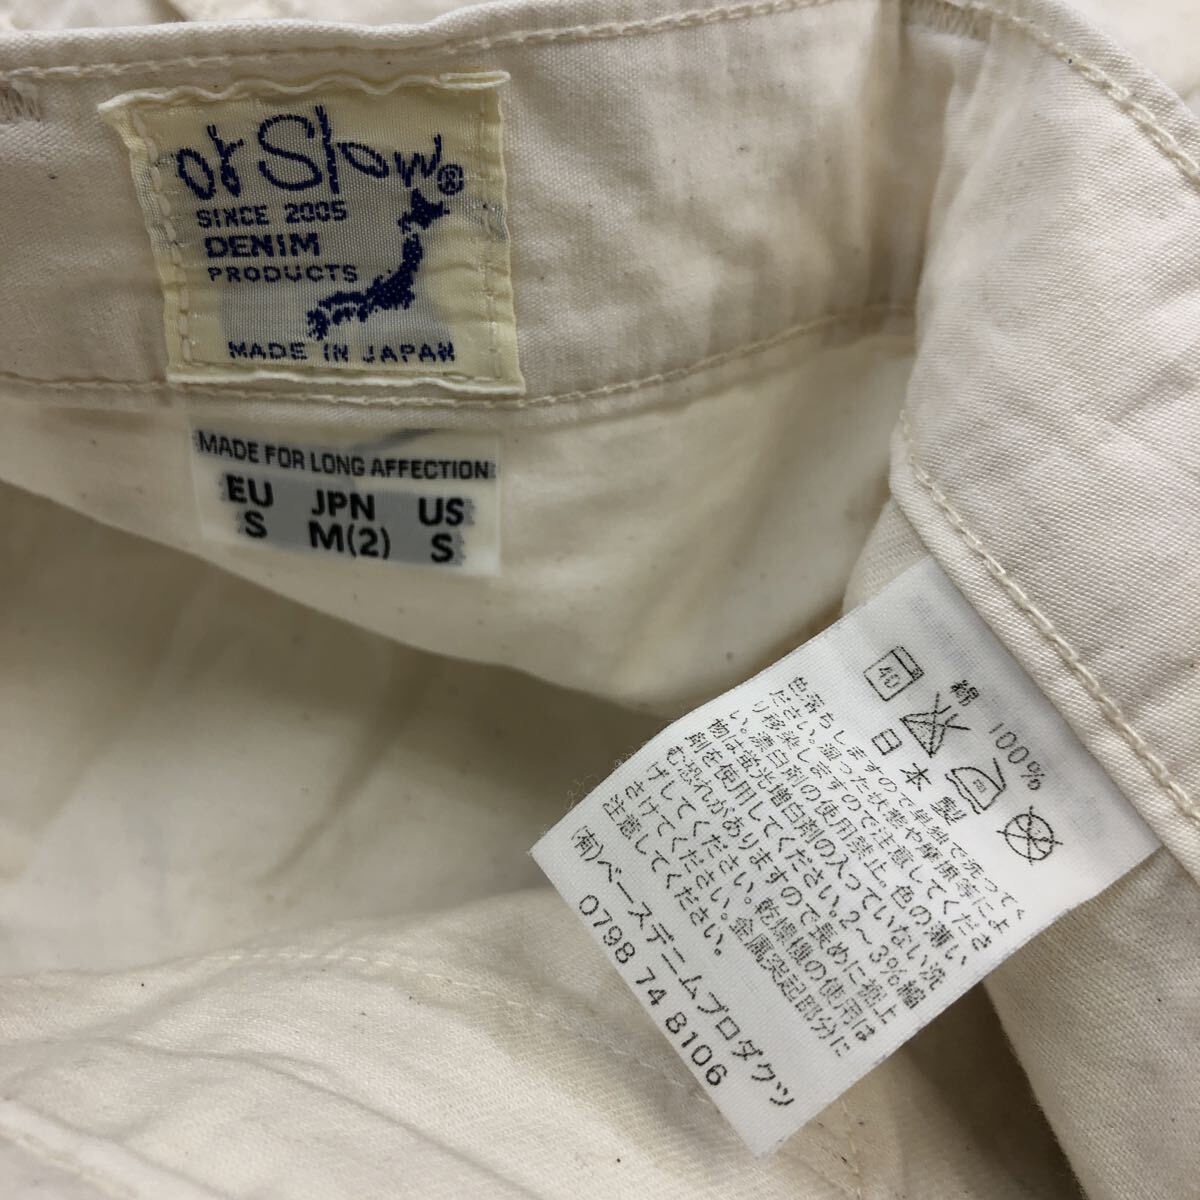 orSlow®
SINCE 2005
DENIM
PRODUCTS
MADE IN JAPAN
MADE FOR LONG AFFECTION
EU JPN US
S M(2) S
綿 100%
40
日本製
色落ちしますので単独で洗ってく
ださい。湿った状態や摩擦等によ
り移染しますので注意してくださ
い。漂白剤の使用禁止。色の濃い
物は蛍光増白剤の入っていない洗
剤を使用してください。2～3%縮
む恐れがありますので長めに裾上
げしてください。乾燥機の使用は
さけてください。金属突起部分に
注意してください。
(有)ベースデニムプロダクツ
0798 74 8106